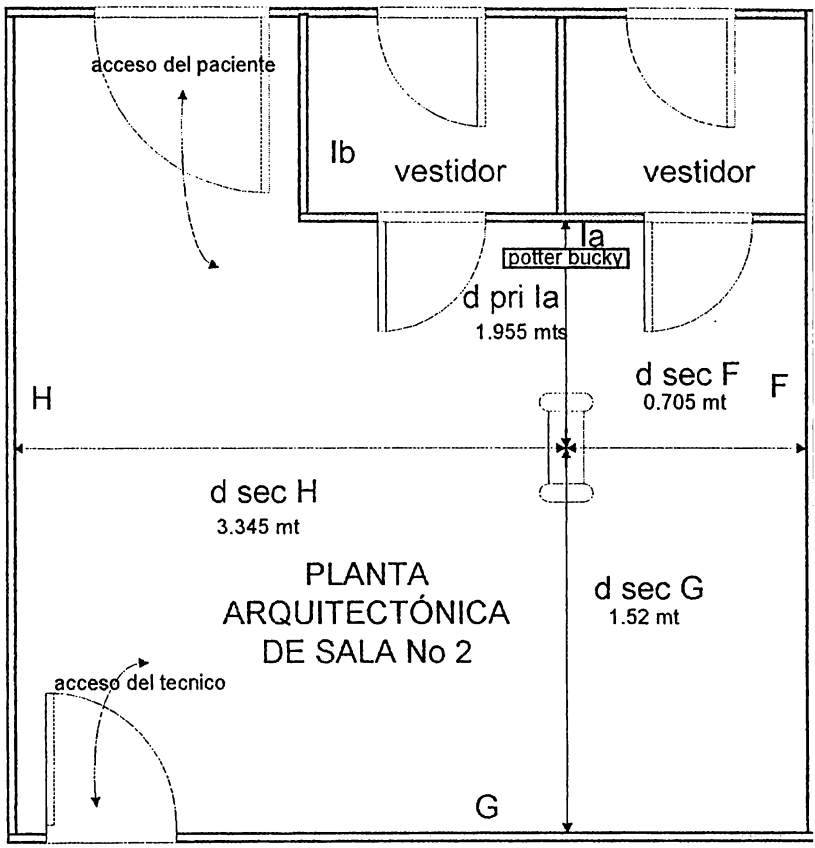 acceso del paciente
Ib
vestidor
vestidor
Ia
potter bucky
d pri Ia
1.955 mts
d sec F
0.705 mt
F
H
d sec H
3.345 mt
PLANTA
ARQUITECTÓNICA
DE SALA No 2
d sec G
1.52 mt
acceso del tecnico
G